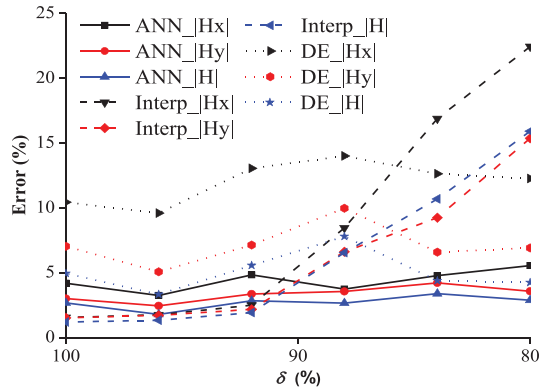 25
20
15
10
5
0
Error (%)
ANN_|Hx|
ANN_|Hy|
ANN_|H|
Interp_|Hx|
Interp_|Hy|
Interp_|H|
DE_|Hx|
DE_|Hy|
DE_|H|
100
90
80
δ (%)